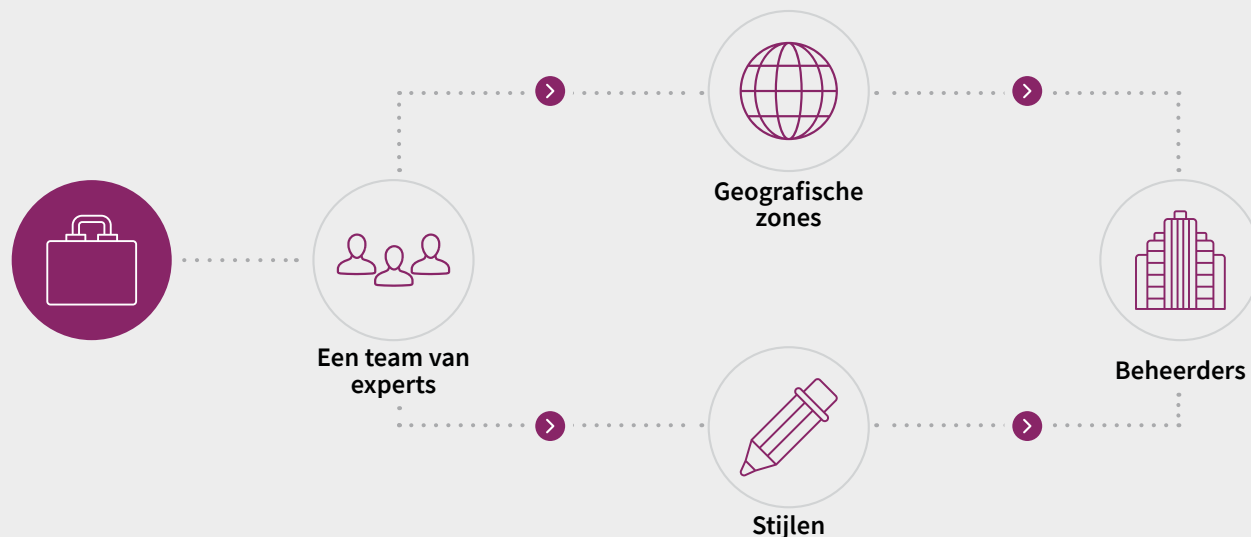 Geografische
zones
Een team van
experts
Beheerders
Stijlen